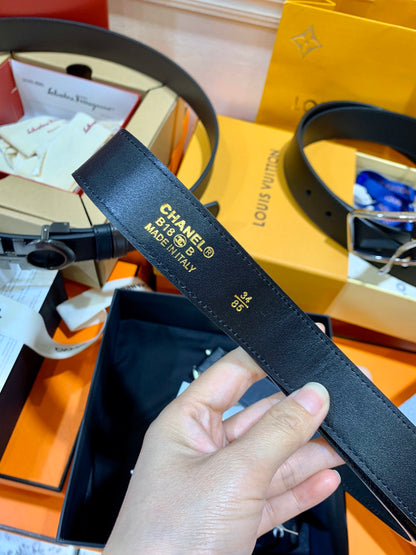 Salvatore Ferragamo
LOUIS VUITTON
CHANEL®
B18 B
MADE IN ITALY
34
85